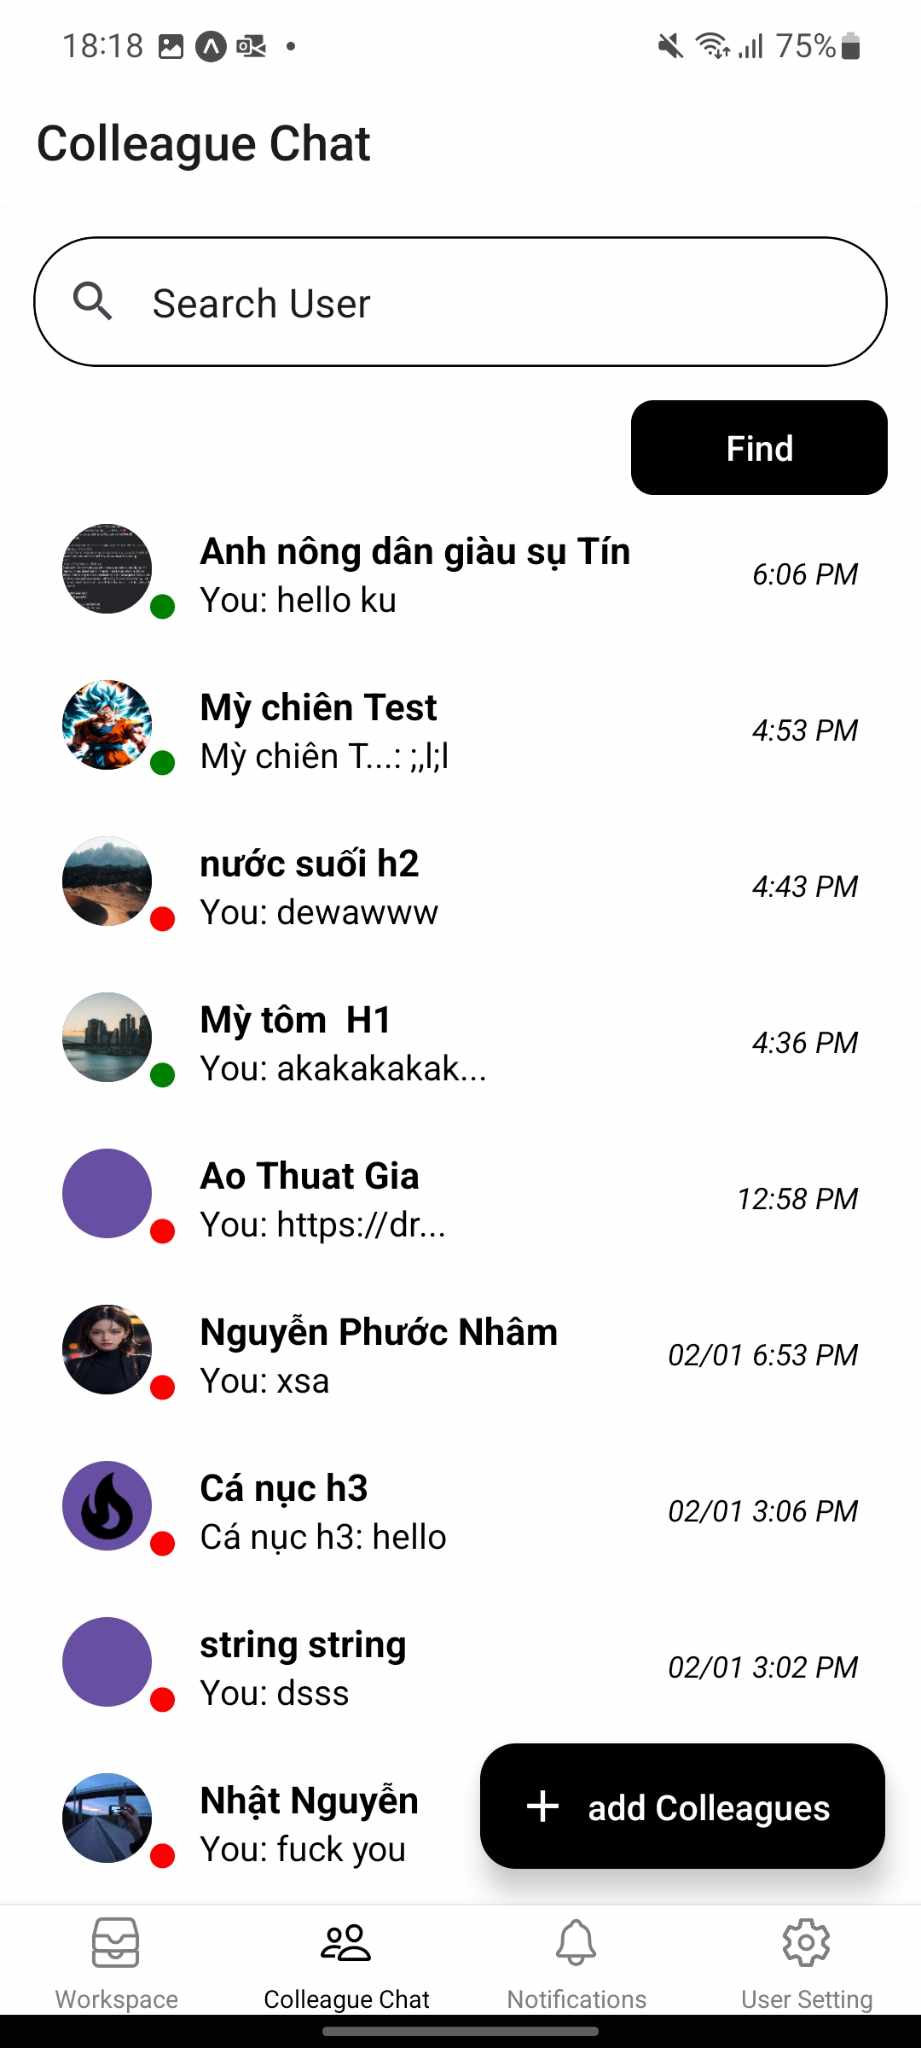 18:18
75%
Colleague Chat
Search User
Find
Anh nông dân giàu sụ Tín
You: hello ku
6:06 PM
Mỳ chiên Test
Mỳ chiên T...: ;,l;l
4:53 PM
nước suối h2
You: dewawww
4:43 PM
Mỳ tôm  H1
You: akakakakak...
4:36 PM
Ao Thuat Gia
You: https://dr...
12:58 PM
Nguyễn Phước Nhâm
You: xsa
02/01 6:53 PM
Cá nục h3
Cá nục h3: hello
02/01 3:06 PM
string string
You: dsss
02/01 3:02 PM
Nhật Nguyễn
You: fuck you
+ add Colleagues
Workspace
Colleague Chat
Notifications
User Setting